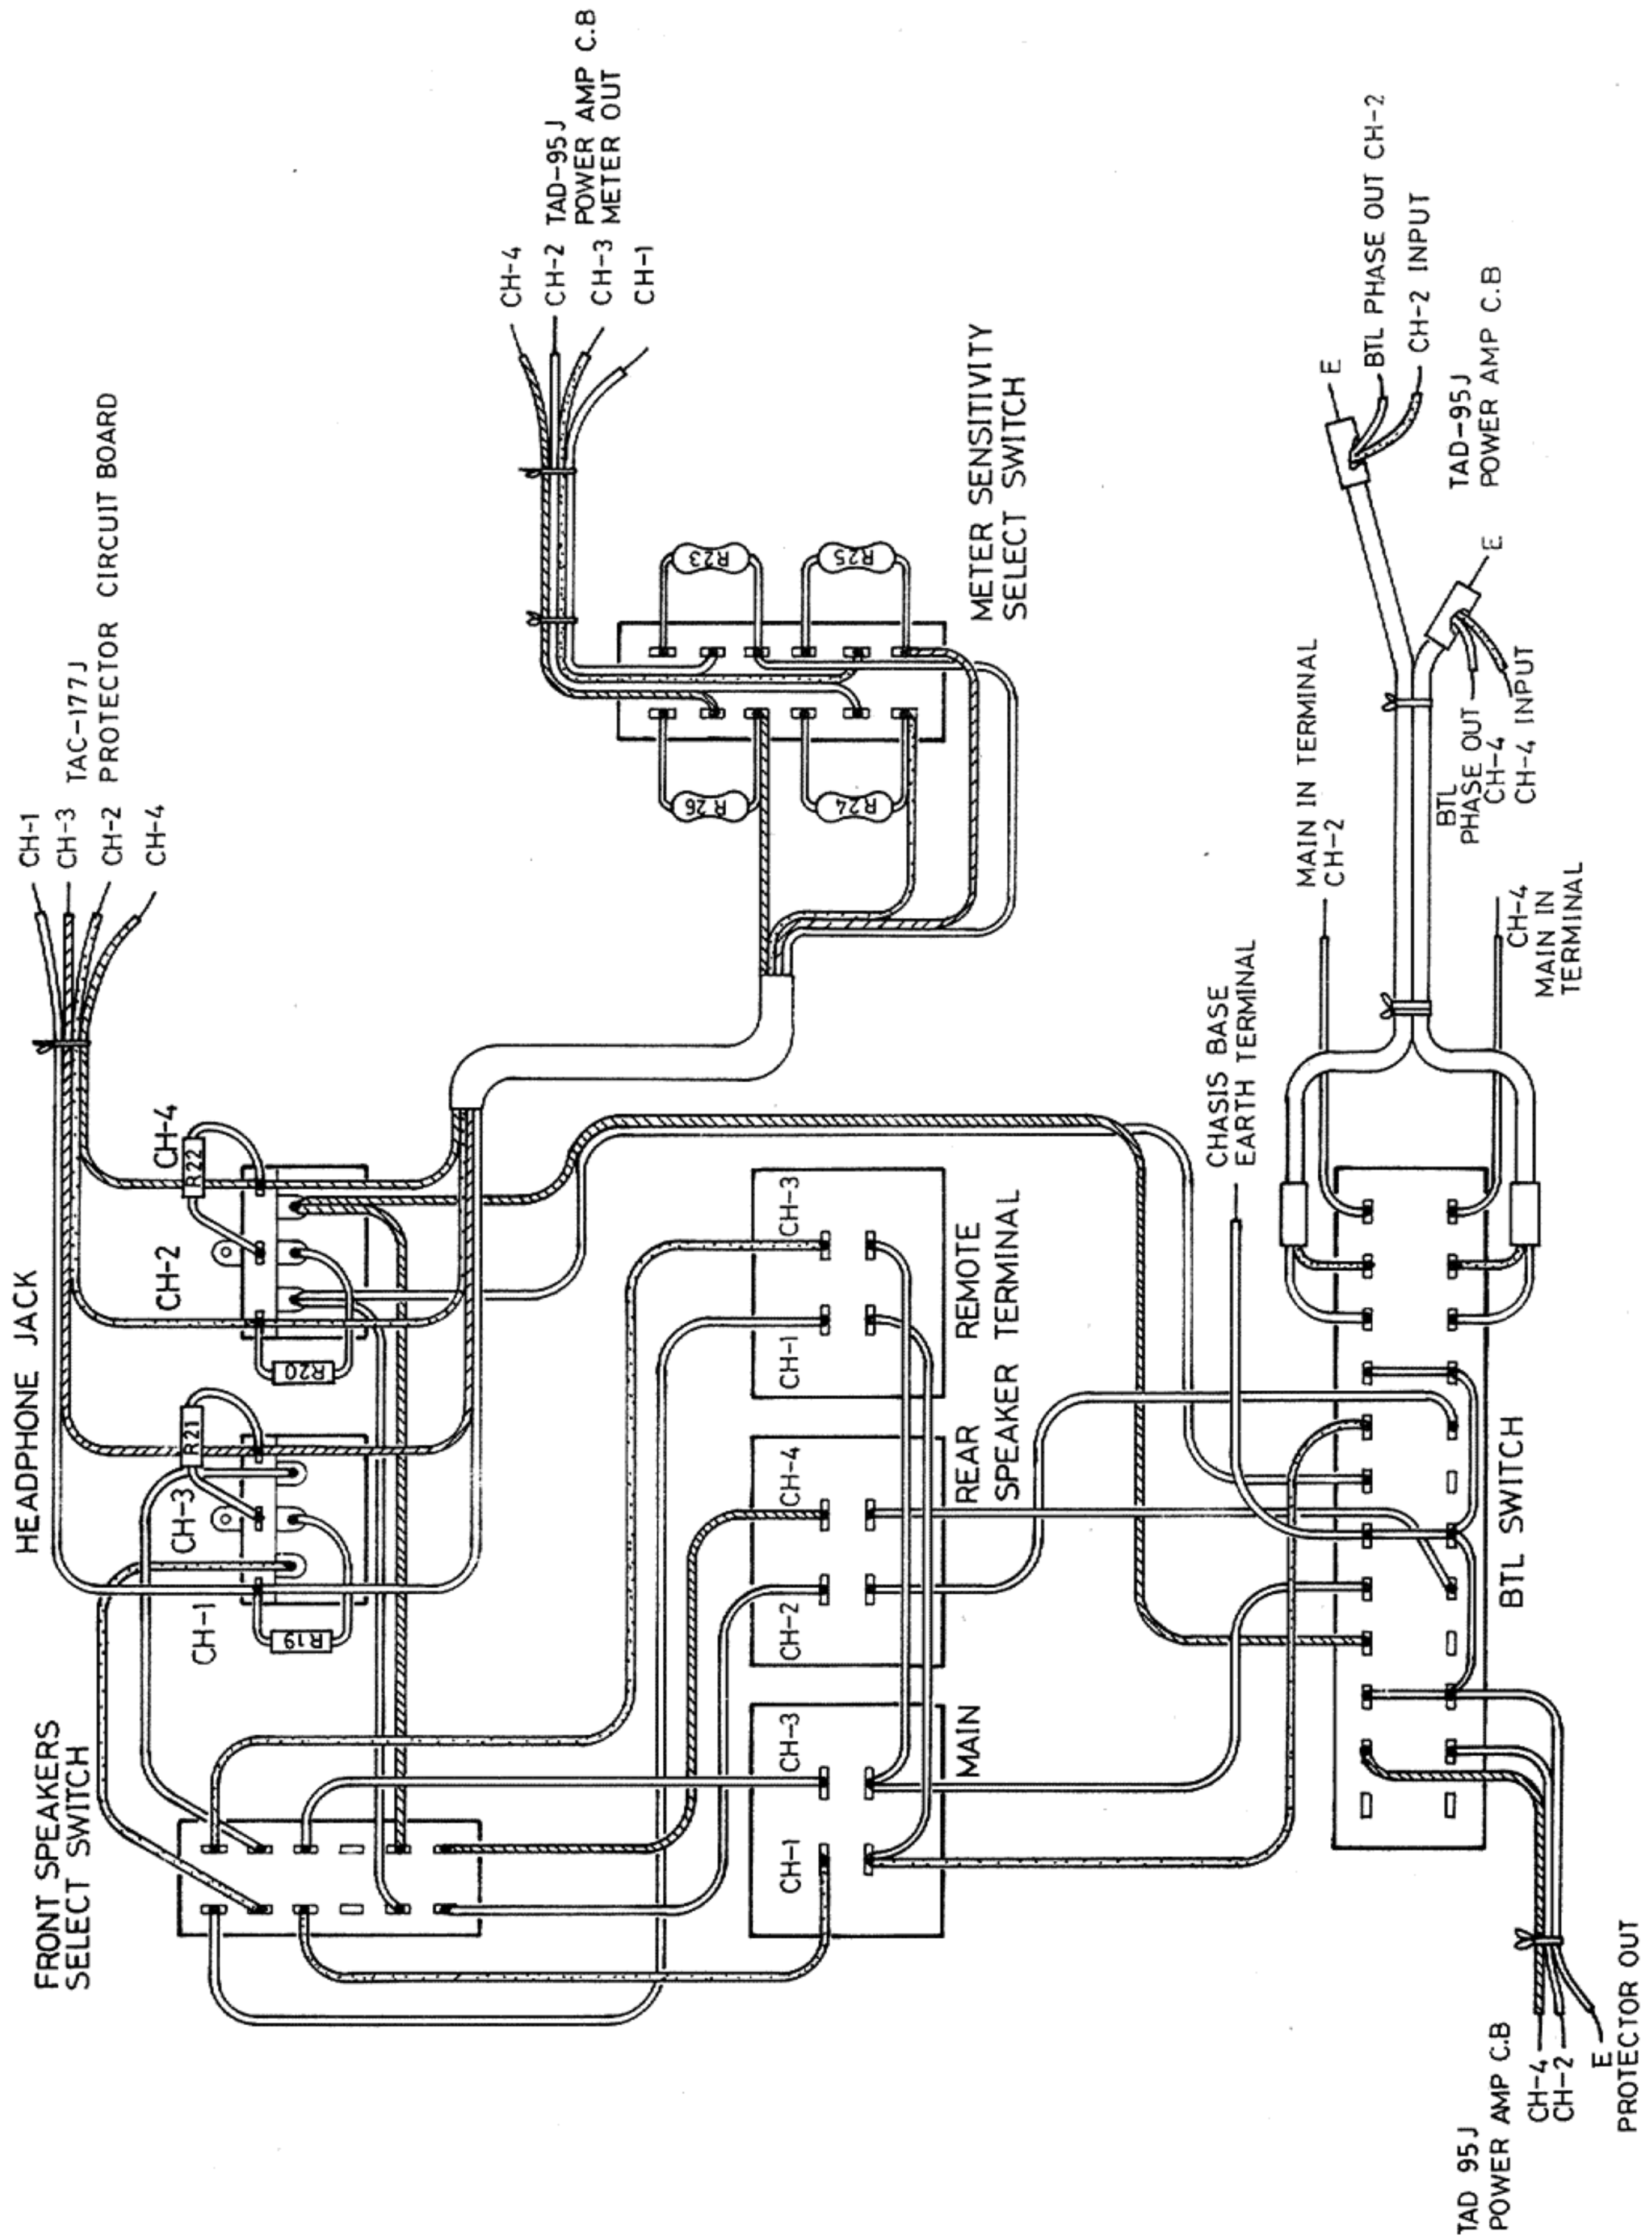 HEADPHONE JACK
CH-1
CH-3 TAC-177J
CH-2 PROTECTOR CIRCUIT BOARD
CH-4
FRONT SPEAKERS
SELECT SWITCH
CH-1
CH-3
CH-2
CH-4
R19
R21
R20
R22
CH-4
CH-2 TAD-95J
POWER AMP C.B
CH-3 METER OUT
CH-1
R26
R24
R23
R25
METER SENSITIVITY
SELECT SWITCH
CH-1
CH-3
MAIN
CH-2
CH-4
REAR
SPEAKER TERMINAL
CH-1
CH-3
REMOTE
CHASIS BASE
EARTH TERMINAL
MAIN IN TERMINAL
CH-2
E
BTL PHASE OUT CH-2
CH-2 INPUT
TAD-95J
POWER AMP C.B
E
BTL
PHASE OUT
CH-4
CH-4 INPUT
CH-4
MAIN IN
TERMINAL
BTL SWITCH
TAD 95J
POWER AMP C.B
CH-4
CH-2
E
PROTECTOR OUT